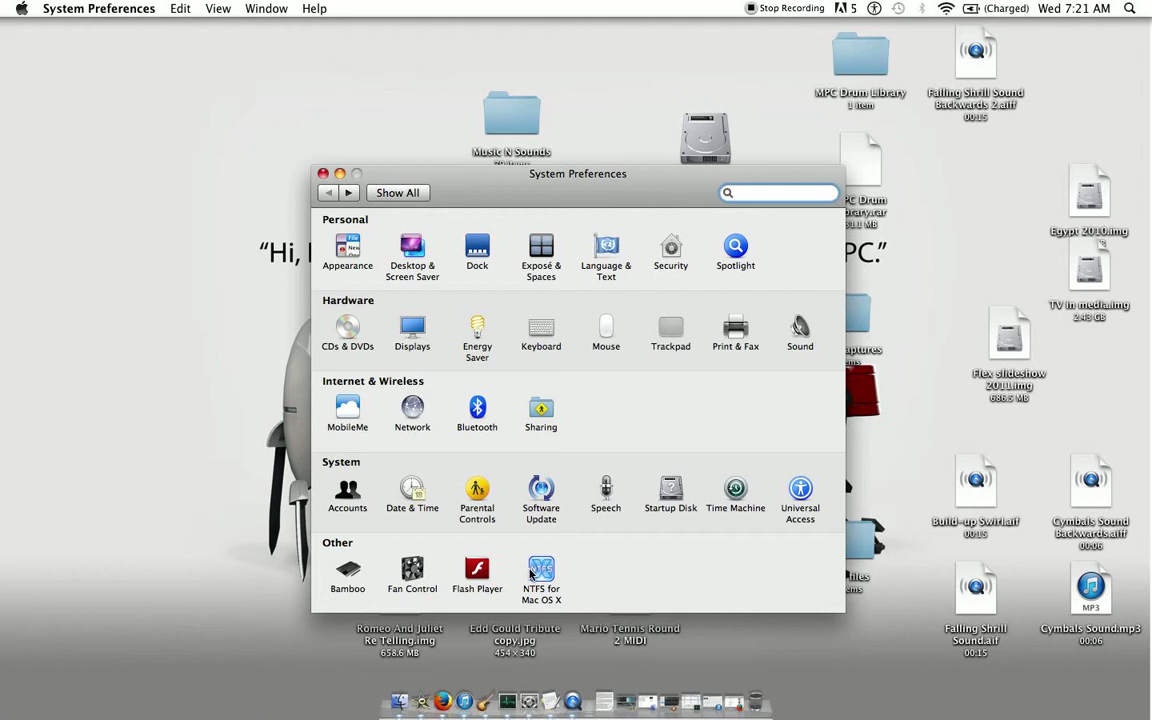 System Preferences Edit View Window Help Stop Recording 5 (Charged) Wed 7:21 AM
MPC Drum Library
1 item
Falling Shrill Sound
Backwards 2.aiff
00:15
Music N Sounds
System Preferences
Show All
PC Drum
Egypt 2010.img
TV in media.img
2.43 GB
"Hi,
PC."
Personal
Appearance
Desktop &
Screen Saver
Dock
Exposé &
Spaces
Language &
Text
Security
Spotlight
Hardware
CDs & DVDs
Displays
Energy
Saver
Keyboard
Mouse
Trackpad
Print & Fax
Sound
aptures
ems
Flex slideshow
2011.img
686.5 MB
Internet & Wireless
MobileMe
Network
Bluetooth
Sharing
System
Accounts
Date & Time
Parental
Controls
Software
Update
Speech
Startup Disk
Time Machine
Universal
Access
Build-up Swirl.aif
00:15
Cymbals Sound
Backwards.aiff
00:06
Other
Bamboo
Fan Control
Flash Player
NTFS for
Mac OS X
files
ems
MP3
Romeo And Juliet
Re Telling.img
658.6 MB
Edd Gould Tribute
copy.jpg
454×340
Mario Tennis Round
2 MIDI
Falling Shrill
Sound.aif
00:15
Cymbals Sound.mp3
00:06